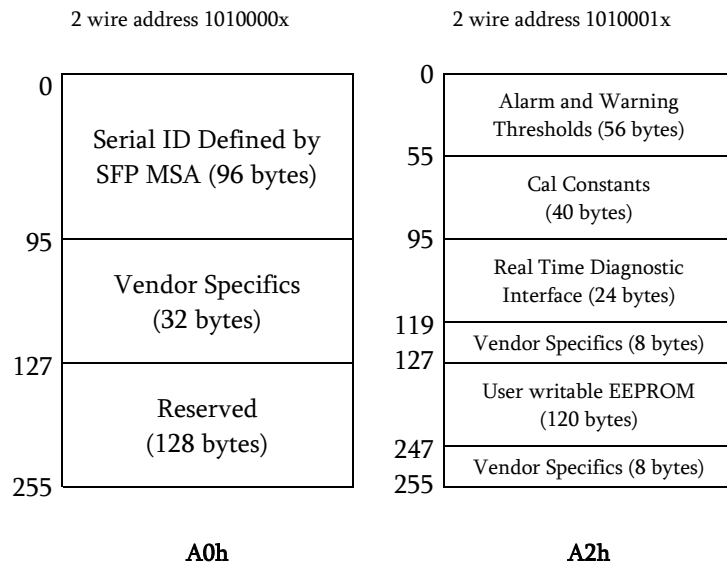 2 wire address 1010000x
0
Serial ID Defined by
SFP MSA (96 bytes)
95
Vendor Specifics
(32 bytes)
127
Reserved
(128 bytes)
255
A0h
2 wire address 1010001x
0
Alarm and Warning
Thresholds (56 bytes)
55
Cal Constants
(40 bytes)
95
Real Time Diagnostic
Interface (24 bytes)
119
Vendor Specifics (8 bytes)
127
User writable EEPROM
(120 bytes)
247
Vendor Specifics (8 bytes)
255
A2h